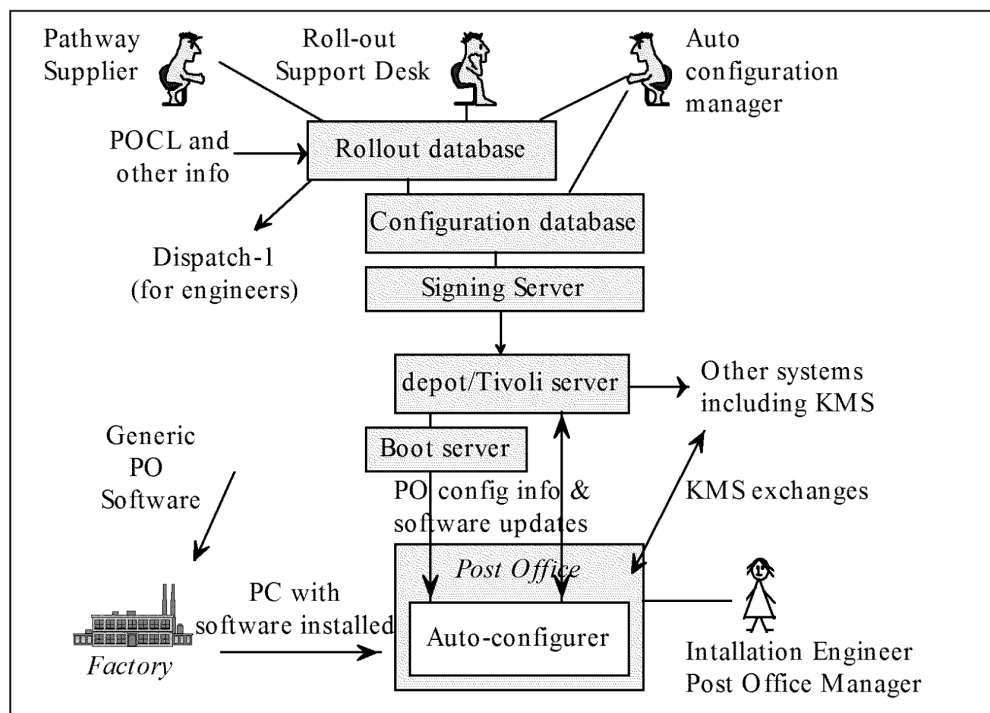 Pathway
Supplier
Roll-out
Support Desk
Auto
configuration
manager
POCL and
other info
Rollout database
Configuration database
Dispatch-1
(for engineers)
Signing Server
depot/Tivoli server
Other systems
including KMS
Generic
PO
Software
Boot server
PO config info &
software updates
KMS exchanges
Post Office
PC with
software installed
Auto-configurer
Factory
Intallation Engineer
Post Office Manager